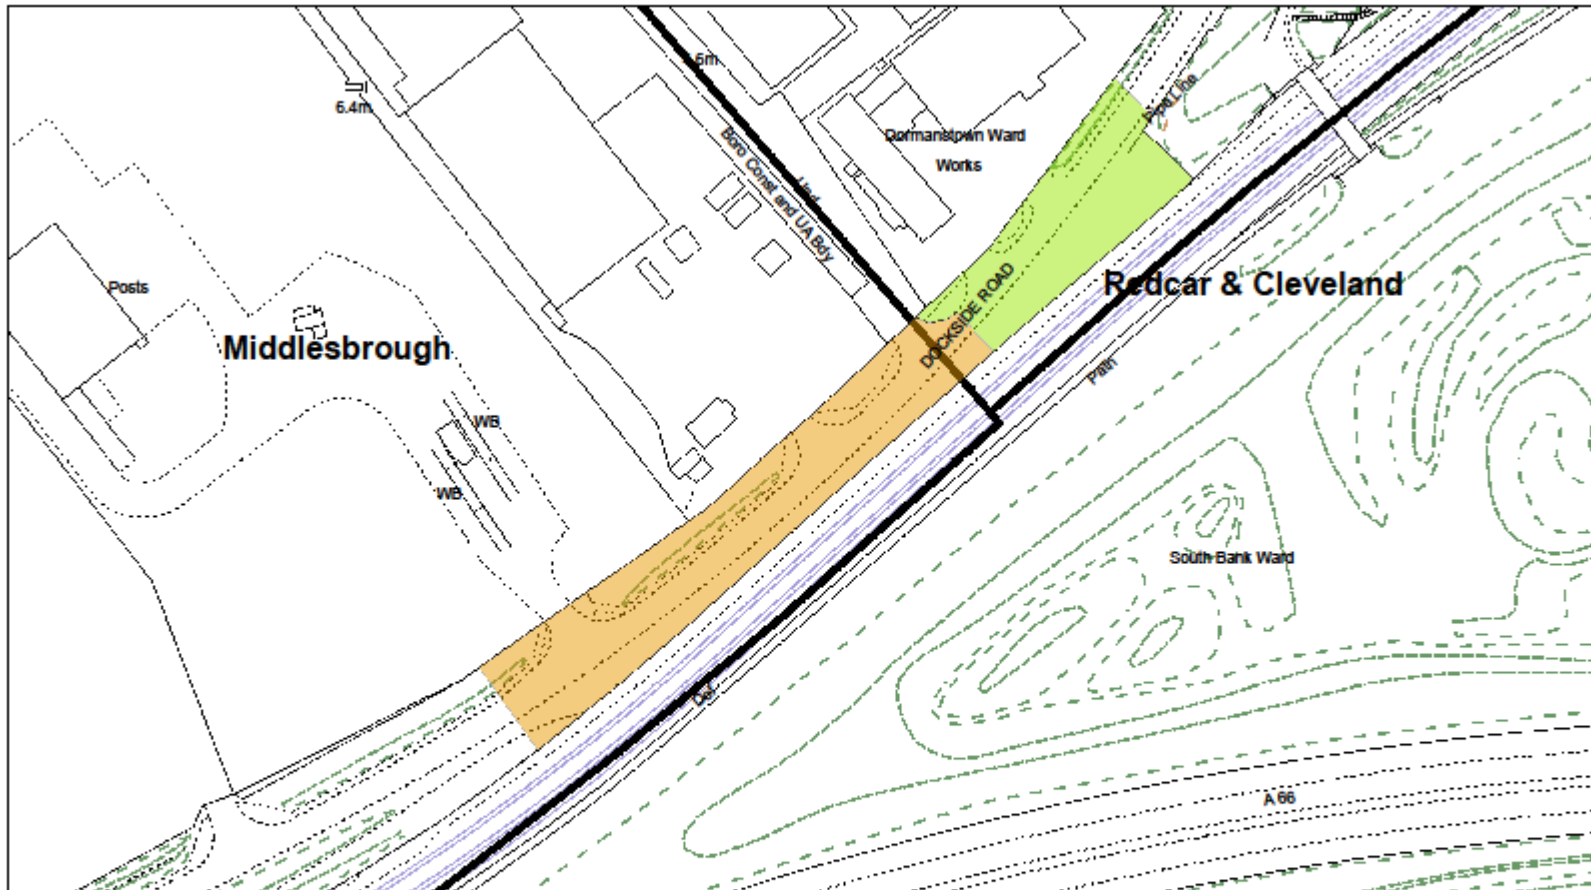 6.4m
Boro Const and UA Bdy
Dormanstown Ward
Works
Pipe Line
Posts
Middlesbrough
DOCKSIDE ROAD
Redcar & Cleveland
Path
WB
WB
South Bank Ward
A 66